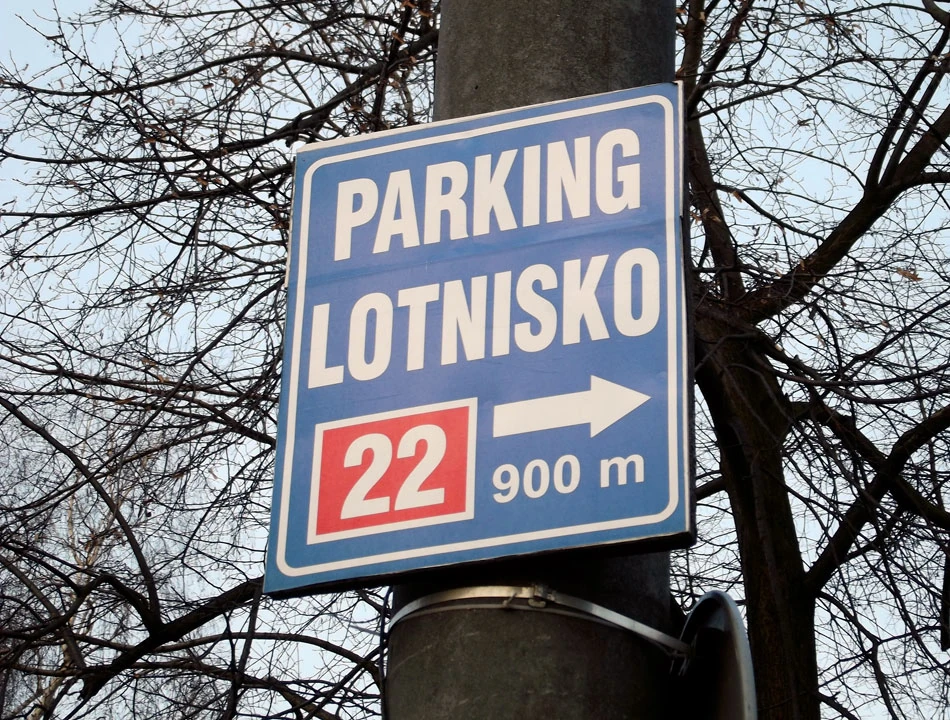 PARKING
LOTNISKO
22
900 m